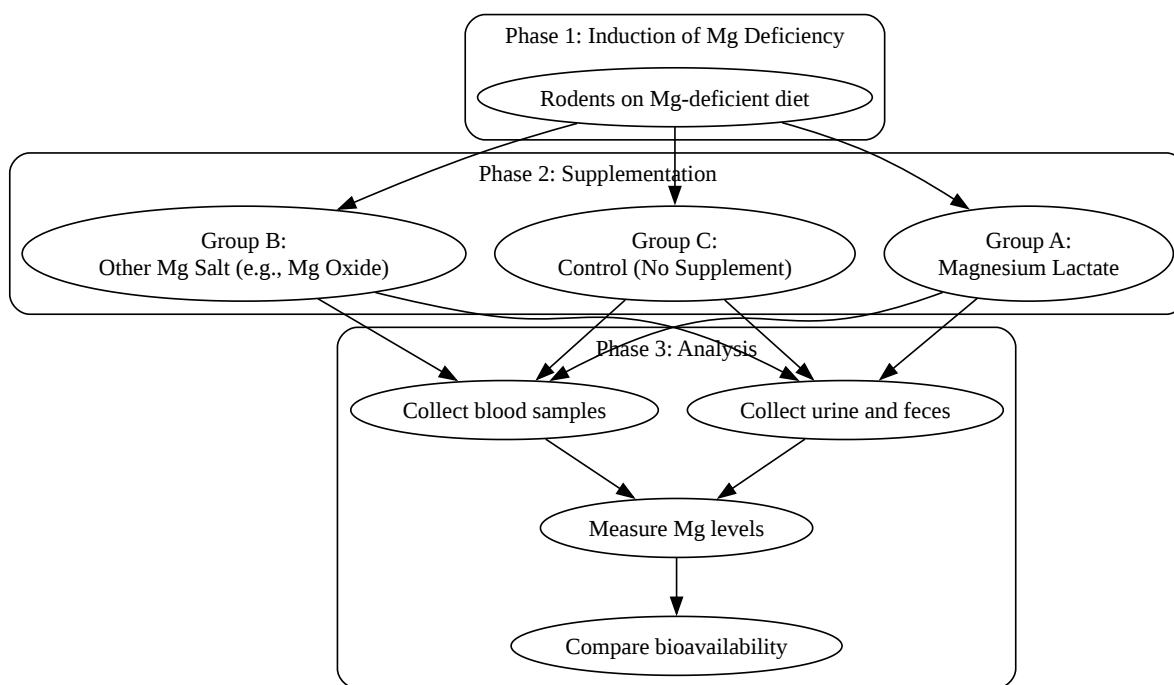 Phase 1: Induction of Mg Deficiency
Rodents on Mg-deficient diet
Phase 2: Supplementation
Group B:
Other Mg Salt (e.g., Mg Oxide)
Group C:
Control (No Supplement)
Group A:
Magnesium Lactate
Phase 3: Analysis
Collect blood samples
Collect urine and feces
Measure Mg levels
Compare bioavailability